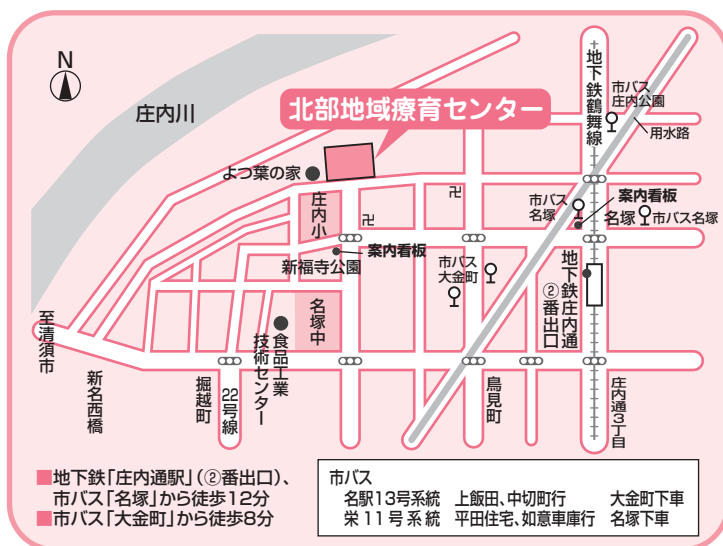 N
庄内川
北部地域療育センター
地下鉄鶴舞線
市バス
庄内公園
用水路
よつ葉の家
庄内小
卍
卍
市バス
名塚
案内看板
名塚
市バス名塚
案内看板
新福寺公園
市バス
大金町
地下鉄庄内通
②番出口
名塚中
食品工業
技術センター
至清須市
新名西橋
堀越町
22号線
鳥見町
庄内通3丁目
■地下鉄「庄内通駅」(②番出口)、
市バス「名塚」から徒歩12分
■市バス「大金町」から徒歩8分
市バス
名駅13号系統 上飯田、中切町行 大金町下車
栄11号系統 平田住宅、如意車庫行 名塚下車